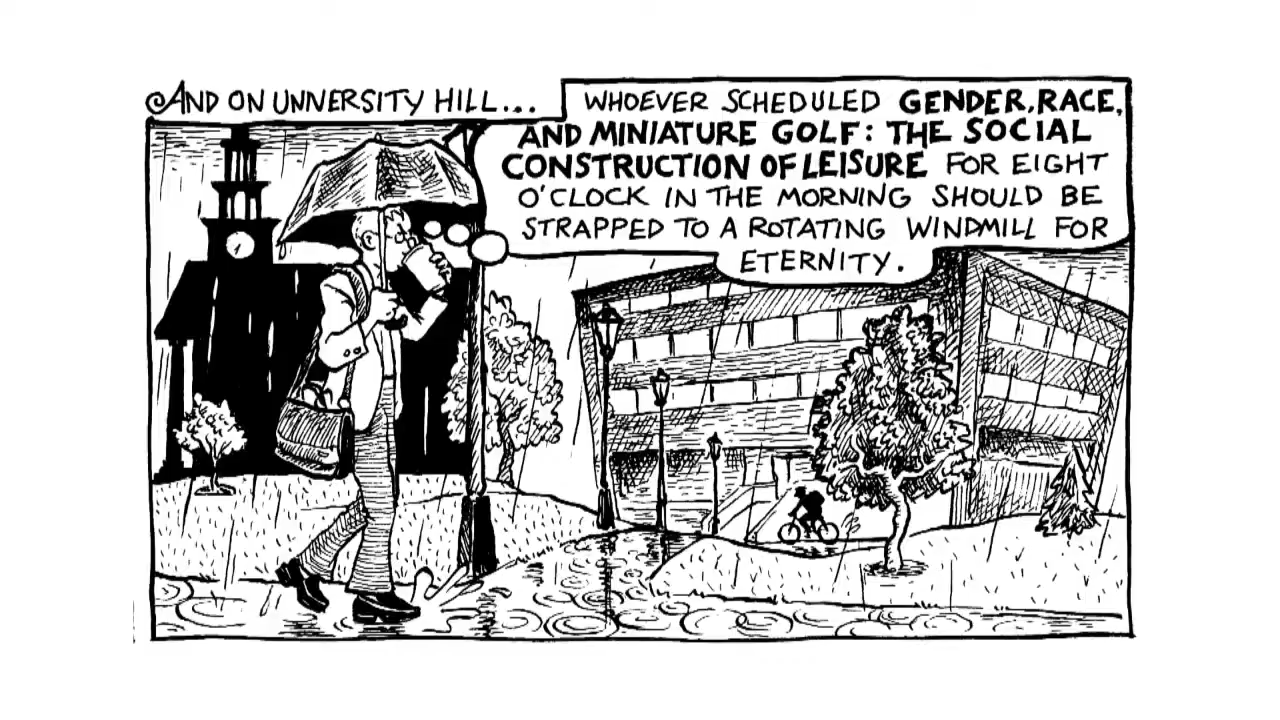 AND ON UNIVERSITY HILL...
WHOEVER SCHEDULED GENDER, RACE,
AND MINIATURE GOLF: THE SOCIAL
CONSTRUCTION OF LEISURE FOR EIGHT
O'CLOCK IN THE MORNING SHOULD BE
STRAPPED TO A ROTATING WINDMILL FOR
ETERNITY.